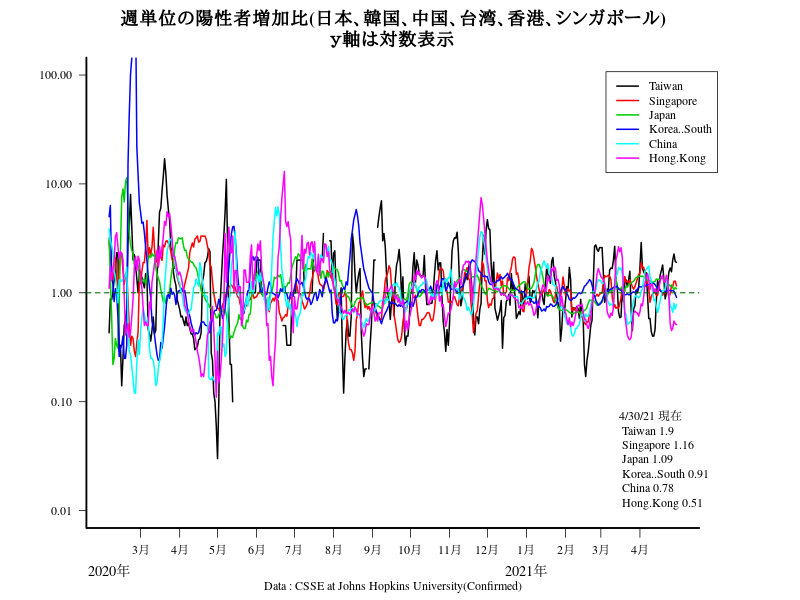 週単位の陽性者増加比(日本、韓国、中国、台湾、香港、シンガポール)
y軸は対数表示
100.00
10.00
1.00
0.10
0.01
Taiwan
Singapore
Japan
Korea..South
China
Hong.Kong
4/30/21 現在
Taiwan 1.9
Singapore 1.16
Japan 1.09
Korea..South 0.91
China 0.78
Hong.Kong 0.51
3月 4月 5月 6月 7月 8月 9月 10月 11月 12月 1月 2月 3月 4月
2020年 2021年
Data : CSSE at Johns Hopkins University(Confirmed)